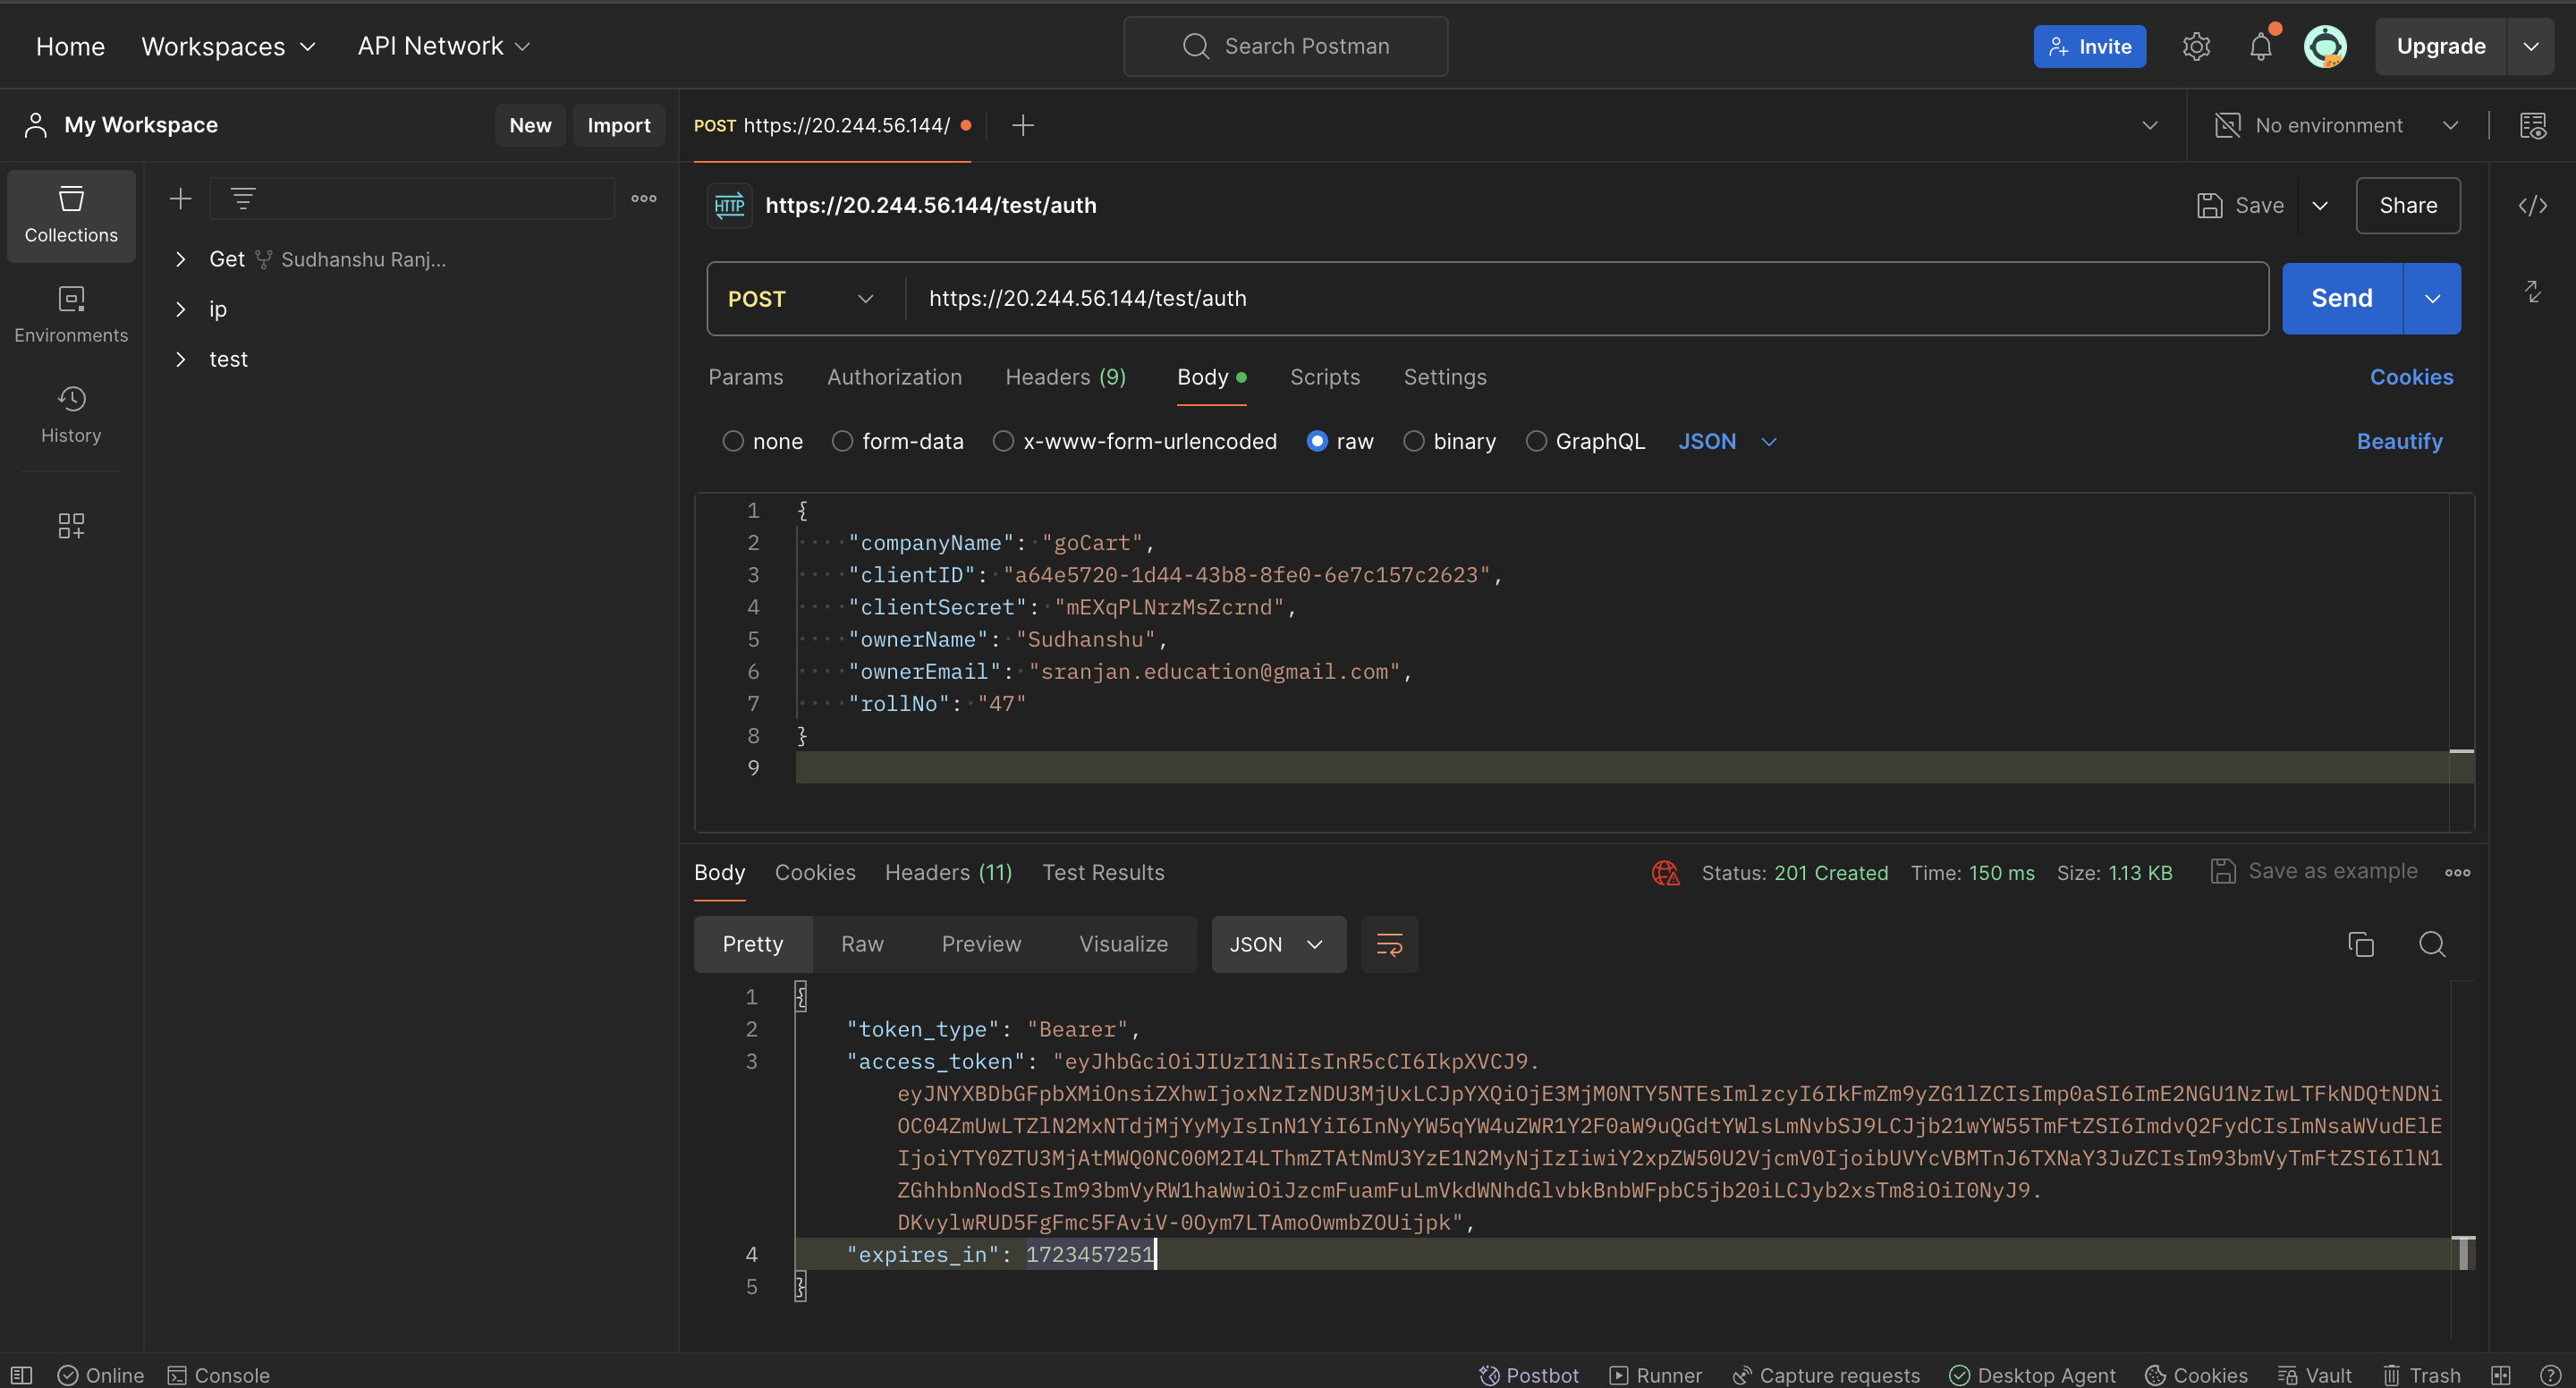 Home Workspaces API Network Search Postman Invite Upgrade
My Workspace New Import POST https://20.244.56.144/ No environment
Collections
Environments
History
Get Sudhanshu Ranj...
ip
test
HTTP https://20.244.56.144/test/auth Save Share
POST https://20.244.56.144/test/auth Send
Params Authorization Headers (9) Body Scripts Settings Cookies
none form-data x-www-form-urlencoded raw binary GraphQL JSON Beautify
1 {
2 "companyName": "goCart",
3 "clientID": "a64e5720-1d44-43b8-8fe0-6e7c157c2623",
4 "clientSecret": "mEXqPLNrzMsZcrnd",
5 "ownerName": "Sudhanshu",
6 "ownerEmail": "sranjan.education@gmail.com",
7 "rollNo": "47"
8 }
9
Body Cookies Headers (11) Test Results Status: 201 Created Time: 150 ms Size: 1.13 KB Save as example
Pretty Raw Preview Visualize JSON
1 {
2 "token_type": "Bearer",
3 "access_token": "eyJhbGciOiJIUzI1NiIsInR5cCI6IkpXVCJ9.
eyJNYXBDbGFpbXMiOnsiZXhwIjoxNzIzNDU3MjUxLCJpYXQiOjE3MjM0NTY5NTEsImlzcyI6IkFmZm9yZG1lZCIsImp0aSI6ImE2NGU1NzIwLTFkNDQtNDNi
OC04ZmUwLTZlN2MxNTdjMjYyMyIsInN1YiI6InNyYW5qYW4uZWR1Y2F0aW9uQGdtYWlsLmNvbSJ9LCJjb21wYW55TmFtZSI6ImdvQ2FydCIsImNsaWVudElE
IjoiYTY0ZTU3MjAtMWQ0NC00M2I4LThmZTAtNmU3YzE1N2MyNjIzIiwiY2xpZW50U2VjcmV0IjoibUVYcVBMTnJ6TXNaY3JuZCIsIm93bmVyTmFtZSI6IlN1
ZGhhbnNodSIsIm93bmVyRW1haWwiOiJzcmFuamFuLmVkdWNhdGlvbkBnbWFpbC5jb20iLCJyb2xsTm8iOiI0NyJ9.
DKvylwRUD5FgFmc5FAviV-0Oym7LTAmoOwmbZOUijpk",
4 "expires_in": 1723457251
5 }
Online Console Postbot Runner Capture requests Desktop Agent Cookies Vault Trash